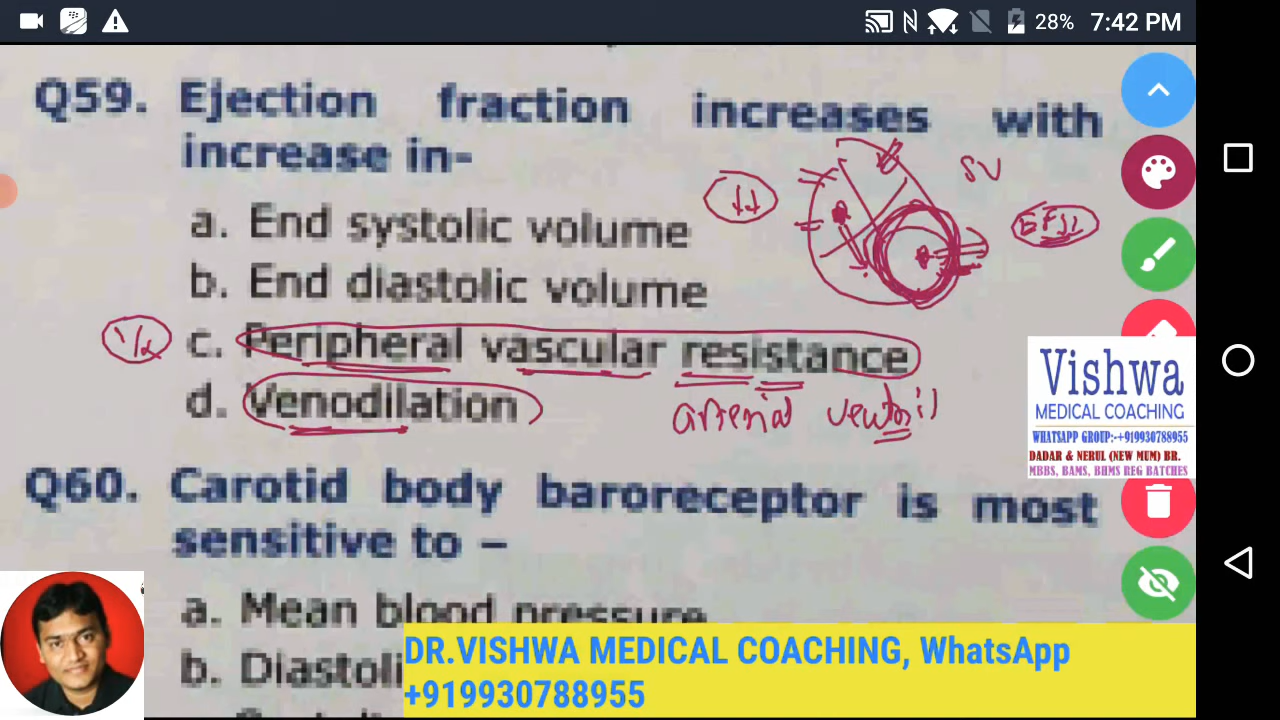 28% 7:42 PM
Q59. Ejection fraction increases with
increase in-
SV
a. End systolic volume
b. End diastolic volume
c. Peripheral vascular resistance
d. Venodilation
arterial
Vishwa
MEDICAL COACHING
WHATSAPP GROUP:-+919930788955
DADAR & NERUL (NEW MUM) BR.
MBBS, BAMS, BHMS REG BATCHES
Q60. Carotid body baroreceptor is most
sensitive to –
a. Mean blood pressure
b. Diastoli
DR.VISHWA MEDICAL COACHING, WhatsApp
+919930788955